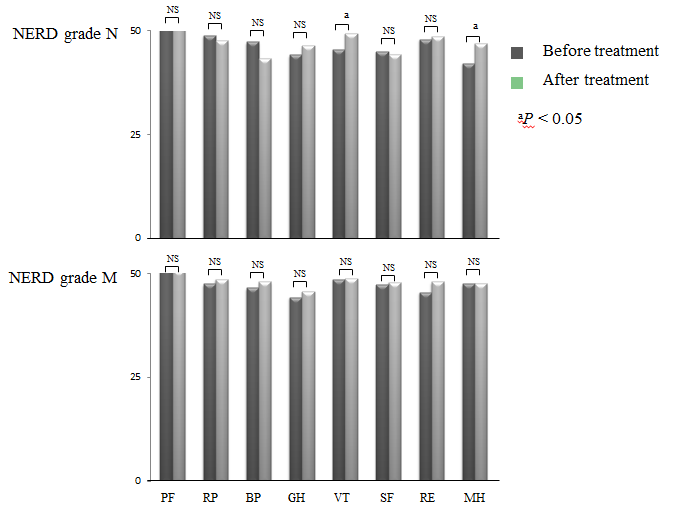 NERD grade N
NS NS NS NS a NS NS a
50
25
0
Before treatment
After treatment
aP < 0.05
NERD grade M
NS NS NS NS NS NS NS NS
50
25
0
PF RP BP GH VT SF RE MH